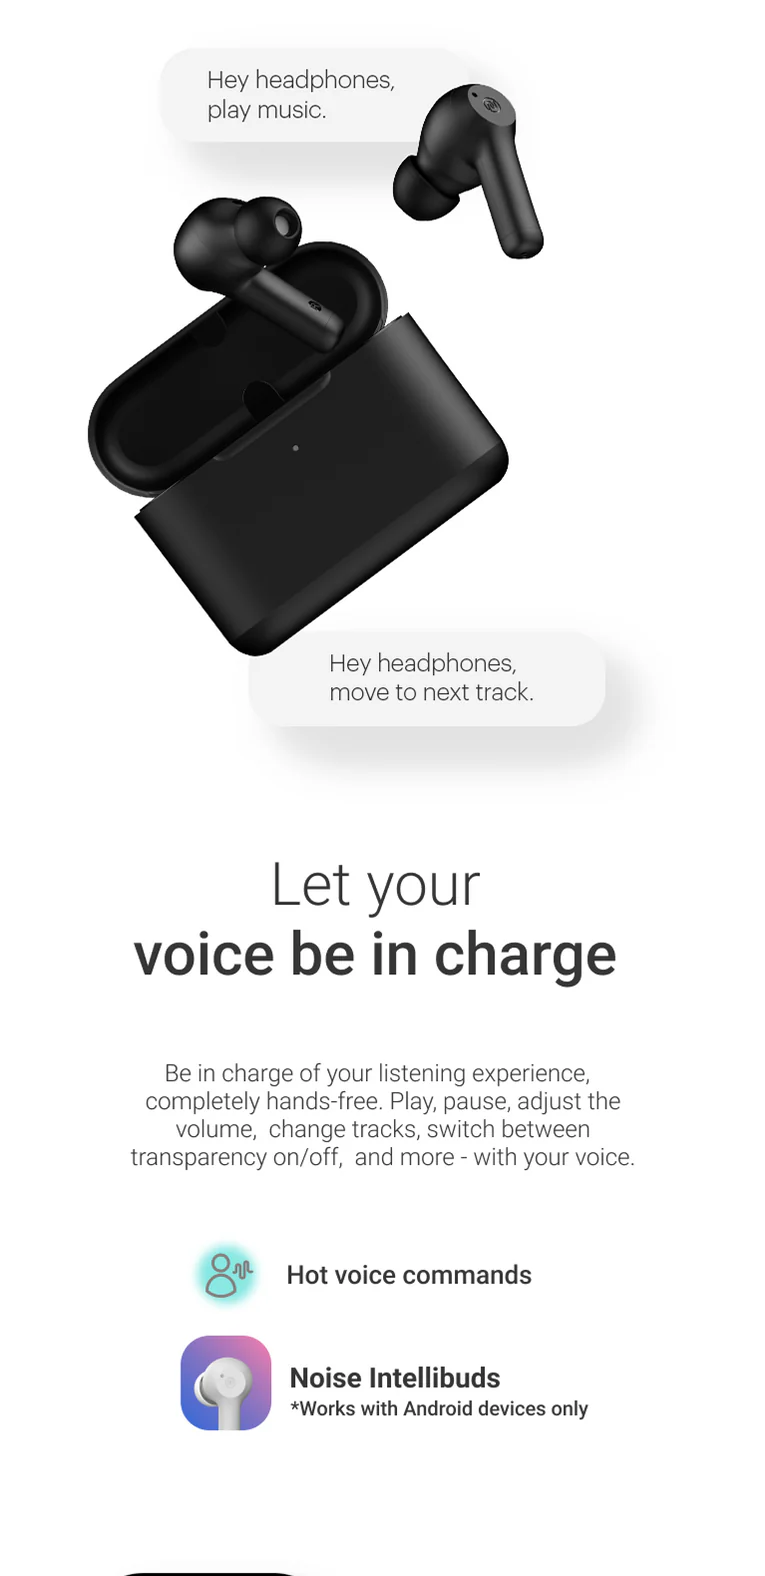 Hey headphones,
play music.
Hey headphones,
move to next track.
Let your
voice be in charge
Be in charge of your listening experience,
completely hands-free. Play, pause, adjust the
volume,  change tracks, switch between
transparency on/off,  and more - with your voice.
Hot voice commands
Noise Intellibuds
*Works with Android devices only